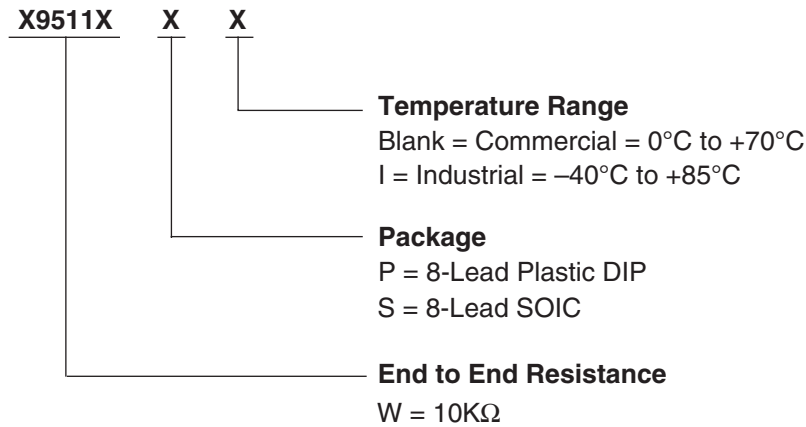 X9511X X X
Temperature Range
Blank = Commercial = 0°C to +70°C
I = Industrial = –40°C to +85°C
Package
P = 8-Lead Plastic DIP
S = 8-Lead SOIC
End to End Resistance
W = 10KΩ